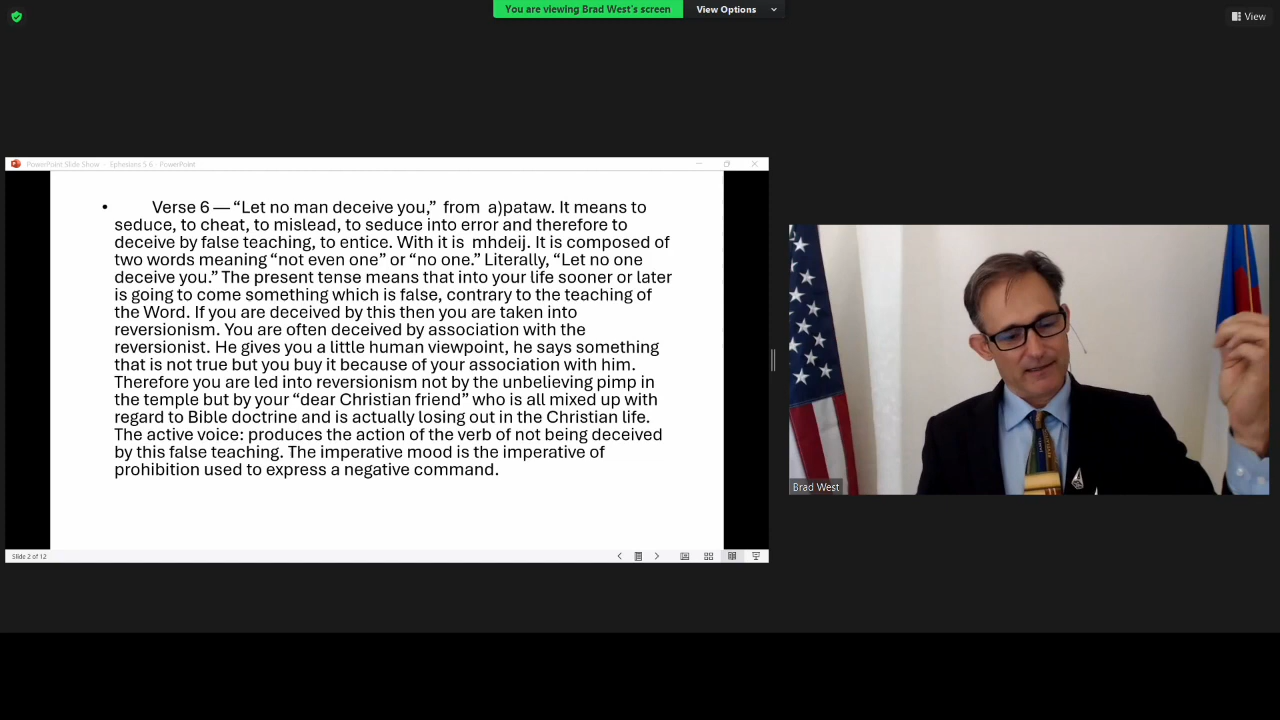 You are viewing Brad West's screen
View Options
View
PowerPoint Slide Show - Ephesians 5 6 - PowerPoint
• Verse 6 — “Let no man deceive you,” from a)pataw. It means to
seduce, to cheat, to mislead, to seduce into error and therefore to
deceive by false teaching, to entice. With it is mhdeij. It is composed of
two words meaning “not even one” or “no one.” Literally, “Let no one
deceive you.” The present tense means that into your life sooner or later
is going to come something which is false, contrary to the teaching of
the Word. If you are deceived by this then you are taken into
reversionism. You are often deceived by association with the
reversionist. He gives you a little human viewpoint, he says something
that is not true but you buy it because of your association with him.
Therefore you are led into reversionism not by the unbelieving pimp in
the temple but by your “dear Christian friend” who is all mixed up with
regard to Bible doctrine and is actually losing out in the Christian life.
The active voice: produces the action of the verb of not being deceived
by this false teaching. The imperative mood is the imperative of
prohibition used to express a negative command.
Slide 2 of 12
Brad West